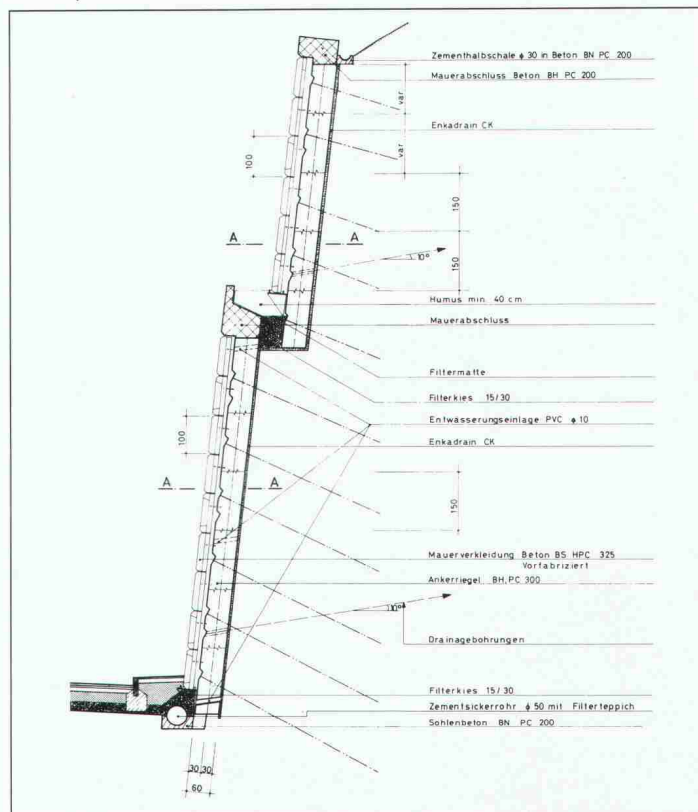 Zementhalbschale ϕ 30 in Beton BN PC 200
Mauerabschluss Beton BH PC 200
var
Enkadrain CK
var
100
150
A
A
150
10°
Humus min. 40 cm
Mauerabschluss
Filtermatte
Filterkies 15/30
Entwässerungseinlage PVC ϕ 10
100
Enkadrain CK
A
A
150
Mauerverkleidung Beton BS HPC 325
Vorfabriziert
Ankerriegel BH, PC 300
10°
Drainagebohrungen
Filterkies 15/30
Zementsickerrohr ϕ 50 mit Filterteppich
Sohlenbeton BN PC 200
30
30
60